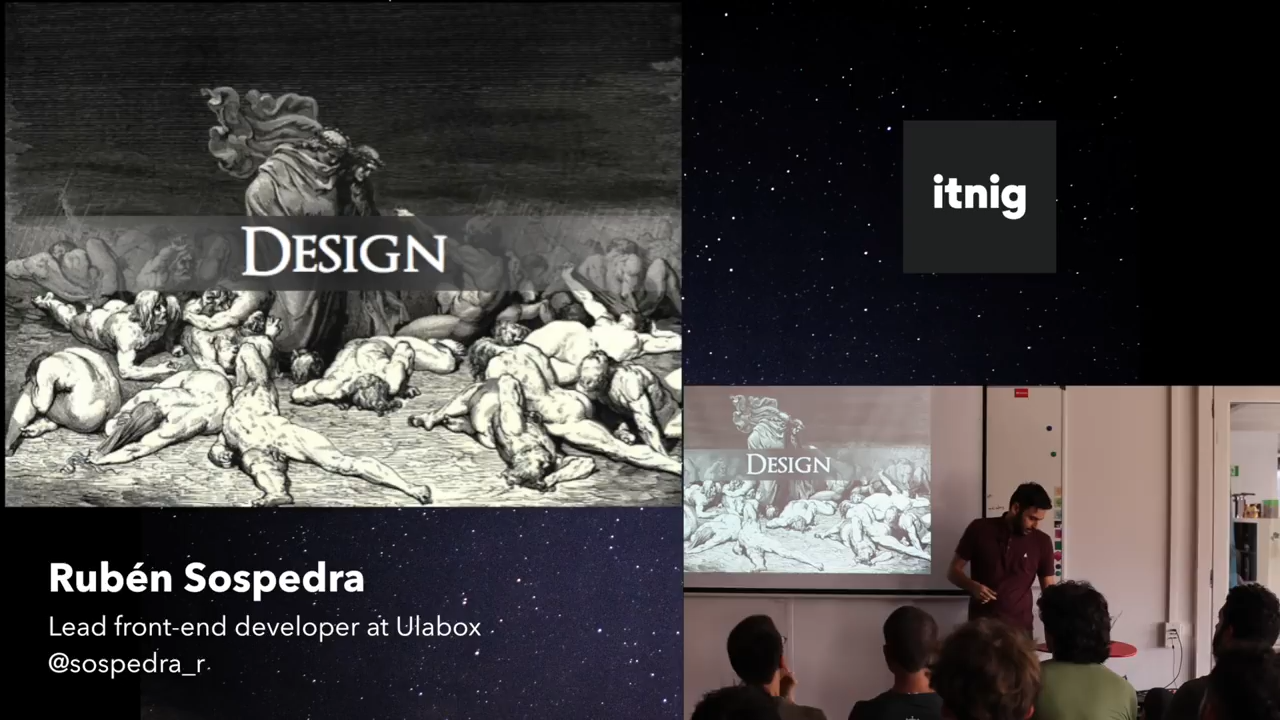 DESIGN
itnig
DESIGN
Rubén Sospedra
Lead front-end developer at Ulabox
@sospedra_r